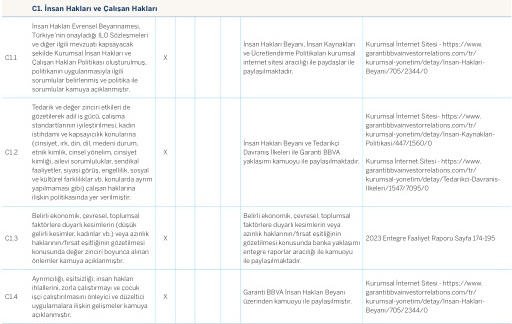 C1. İnsan Hakları ve Çalışan Hakları
C1.1
İnsan Hakları Evrensel Beyannamesi,
Türkiye'nin onayladığı ILO Sözleşmeleri
ve diğer ilgili mevzuatı kapsayacak
şekilde Kurumsal İnsan Hakları ve
Çalışan Hakları Politikası oluşturulmuş,
politikanın uygulanmasıyla ilgili
sorumlular belirlenmiş ve politika ile
sorumlular kamuya açıklanmıştır.
X
İnsan Hakları Beyanı, İnsan Kaynakları
ve Ücretlendirme Politikaları kurumsal
internet sitesi aracılığı ile paydaşlar ile
paylaşılmaktadır.
Kurumsal İnternet Sitesi - https://www.
garantibbvainvestorrelations.com/tr/
kurumsal-yonetim/detay/Insan-Haklari-
Beyani/705/2344/0
C1.2
Tedarik ve değer zinciri etkileri de
gözetilerek adil iş gücü, çalışma
standartlarının iyileştirilmesi, kadın
istihdamı ve kapsayıcılık konularına
(cinsiyet, ırk, din, dil, medeni durum,
etnik kimlik, cinsel yönelim, cinsiyet
kimliği, ailevi sorumluluklar, sendikal
faaliyetler, siyasi görüş, engellilik, sosyal
ve kültürel farklılıklar vb. konularda ayrım
yapılmaması gibi) çalışan haklarına
ilişkin politikasında yer verilmiştir.
X
İnsan Hakları Beyanı ve Tedarikçi
Davranış İlkeleri ile Garanti BBVA
yaklaşımı kamuoyu ile paylaşılmaktadır.
Kurumsal İnternet Sitesi - https://www.
garantibbvainvestorrelations.com/tr/
kurumsal-yonetim/detay/Insan-Kaynaklari-
Politikasi/447/1560/0
Kurumsa İnternet Sitesi - https://www.
garantibbvainvestorrelations.com/tr/
kurumsal-yonetim/detay/Tedarikci-Davranis-
Ilkeleri/1547/7095/0
C1.3
Belirli ekonomik, çevresel, toplumsal
faktörlere duyarlı kesimlerin (düşük
gelirli kesimler, kadınlar vb.) veya azınlık
haklarının/fırsat eşitliğinin gözetilmesi
konusunda değer zinciri boyunca alınan
önlemler kamuya açıklanmıştır.
X
Belirli ekonomik, çevresel, toplumsal
faktörlere duyarlı kesimlerin veya
azınlık haklarının/fırsat eşitliğinin
gözetilmesi konusunda banka yaklaşımı
entegre raporlar aracılığı ile kamuoyu
ile paylaşılmaktadır.
2023 Entegre Faaliyet Raporu Sayfa 174-195
C1.4
Ayrımcılığı, eşitsizliği, insan hakları
ihlallerini, zorla çalıştırmayı ve çocuk
işçi çalıştırılmasını önleyici ve düzeltici
uygulamalara ilişkin gelişmeler kamuya
açıklanmıştır.
X
Garanti BBVA İnsan Hakları Beyanı
üzerinden kamuoyu ile paylaşılmıştır.
Kurumsal İnternet Sitesi - https://www.
garantibbvainvestorrelations.com/tr/
kurumsal-yonetim/detay/Insan-Haklari-
Beyani/705/2344/0